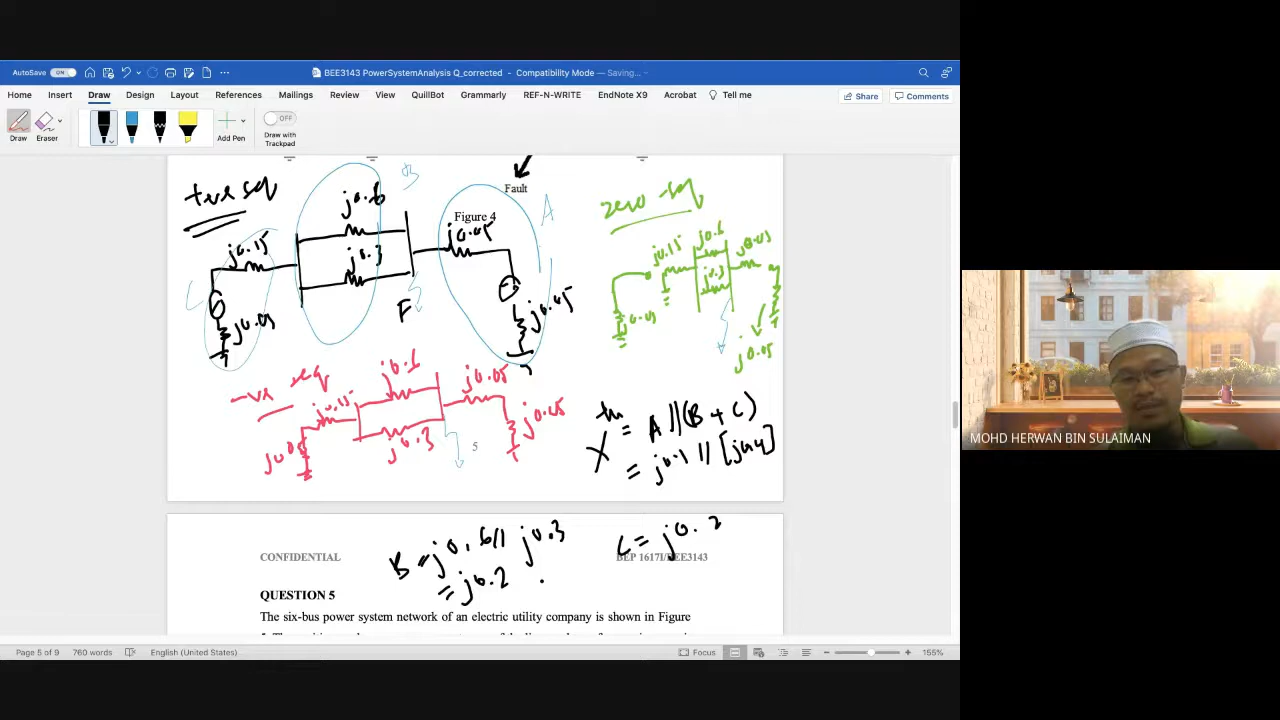 AutoSave ON
BEE3143 PowerSystemAnalysis Q_corrected - Compatibility Mode — Saving...
Home Insert Draw Design Layout References Mailings Review View QuillBot Grammarly REF-N-WRITE EndNote X9 Acrobat Tell me
Share Comments
Draw Eraser Add Pen
OFF
Draw with
Trackpad
Fault
Figure 4
+ve seq
j0.6
B
A
j0.15
j0.3
j0.05
C
F
j0.05
j0.05
zero seq
j0.15
j0.6
j0.05
j0.3
j0.05
j0.05
-ve seq
j0.6
j0.05
j0.15
j0.3
j0.05
j0.05
5
X th = A // (B + C)
= j0.1 // [j0.4]
B = j0.6 // j0.3
= j0.2
C = j0.2
CONFIDENTIAL
BEP 1617I/BEE3143
QUESTION 5
The six-bus power system network of an electric utility company is shown in Figure
Page 5 of 9 760 words English (United States) Focus 155%
MOHD HERWAN BIN SULAIMAN